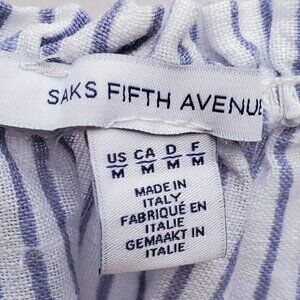 SAKS FIFTH AVENUE
US CA D F
M M M M
MADE IN
ITALY
FABRIQUÉ EN
ITALIE
GEMAAKT IN
ITALIE